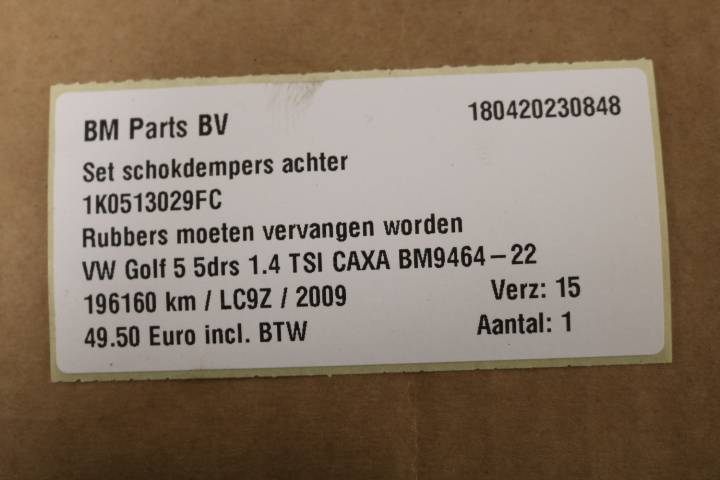 BM Parts BV 180420230848
Set schokdempers achter
1K0513029FC
Rubbers moeten vervangen worden
VW Golf 5 5drs 1.4 TSI CAXA BM9464-22
196160 km / LC9Z / 2009 Verz: 15
49.50 Euro incl. BTW Aantal: 1